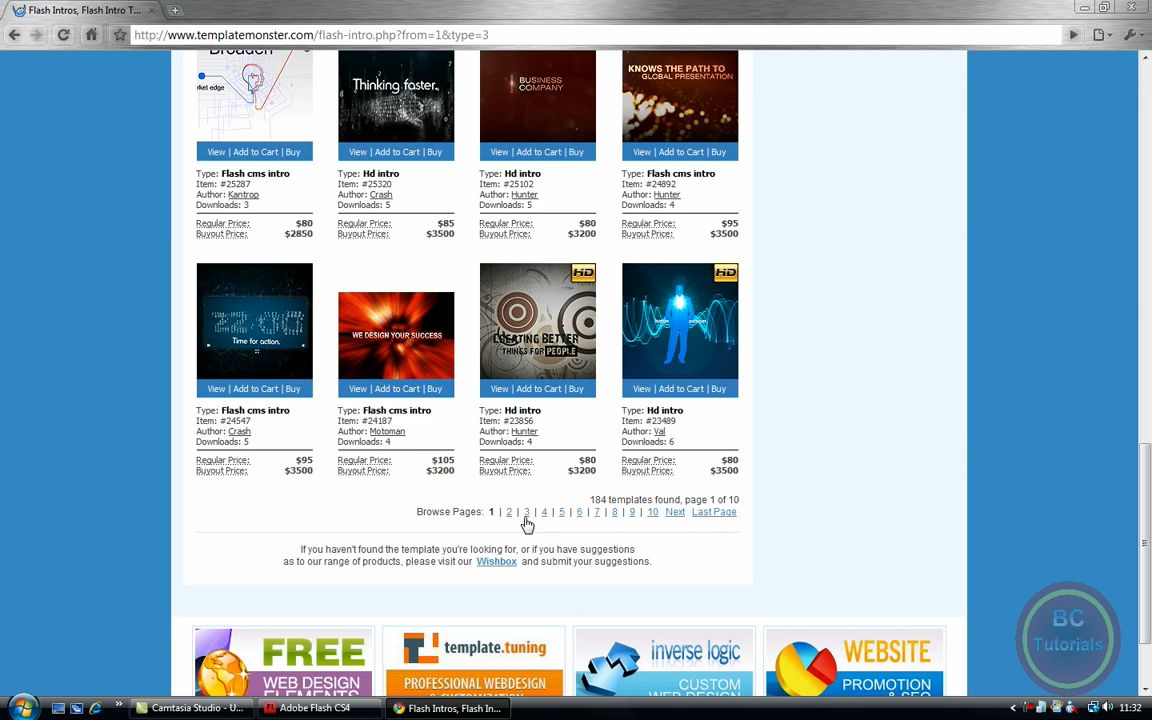 Flash Intros, Flash Intro T...
http://www.templatemonster.com/flash-intro.php?from=1&type=3
Broaden
market edge
Thinking faster.
BUSINESS
COMPANY
KNOWS THE PATH TO
GLOBAL PRESENTATION
View | Add to Cart | Buy
View | Add to Cart | Buy
View | Add to Cart | Buy
View | Add to Cart | Buy
Type: Flash cms intro
Item: #25287
Author: Kantrop
Downloads: 3
Regular Price: $80
Buyout Price: $2850
Type: Hd intro
Item: #25320
Author: Crash
Downloads: 5
Regular Price: $85
Buyout Price: $3500
Type: Hd intro
Item: #25102
Author: Hunter
Downloads: 5
Regular Price: $80
Buyout Price: $3200
Type: Flash cms intro
Item: #24892
Author: Hunter
Downloads: 4
Regular Price: $95
Buyout Price: $3500
Time for action.
WE DESIGN YOUR SUCCESS
HD
CREATING BETTER
THINGS FOR PEOPLE
HD
View | Add to Cart | Buy
View | Add to Cart | Buy
View | Add to Cart | Buy
View | Add to Cart | Buy
Type: Flash cms intro
Item: #24547
Author: Crash
Downloads: 5
Regular Price: $95
Buyout Price: $3500
Type: Flash cms intro
Item: #24187
Author: Motoman
Downloads: 4
Regular Price: $105
Buyout Price: $3200
Type: Hd intro
Item: #23856
Author: Hunter
Downloads: 4
Regular Price: $80
Buyout Price: $3200
Type: Hd intro
Item: #23489
Author: Val
Downloads: 6
Regular Price: $80
Buyout Price: $3500
184 templates found, page 1 of 10
Browse Pages: 1 | 2 | 3 | 4 | 5 | 6 | 7 | 8 | 9 | 10 Next Last Page
If you haven't found the template you're looking for, or if you have suggestions
as to our range of products, please visit our Wishbox and submit your suggestions.
FREE
WEB DESIGN
ELEMENTS
template.tuning
PROFESSIONAL WEBDESIGN
& CUSTOMIZATION
inverse logic
CUSTOM
WEB DESIGN
WEBSITE
PROMOTION
& SEO
BC
Tutorials
Camtasia Studio - U...
Adobe Flash CS4
Flash Intros, Flash In...
11:32